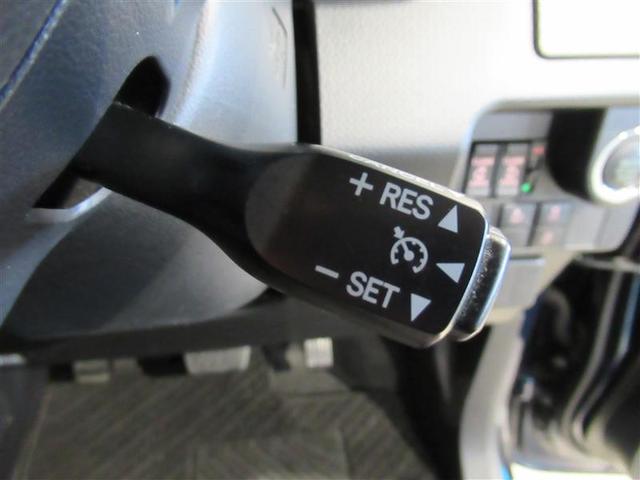 + RES ▲
− SET ▼